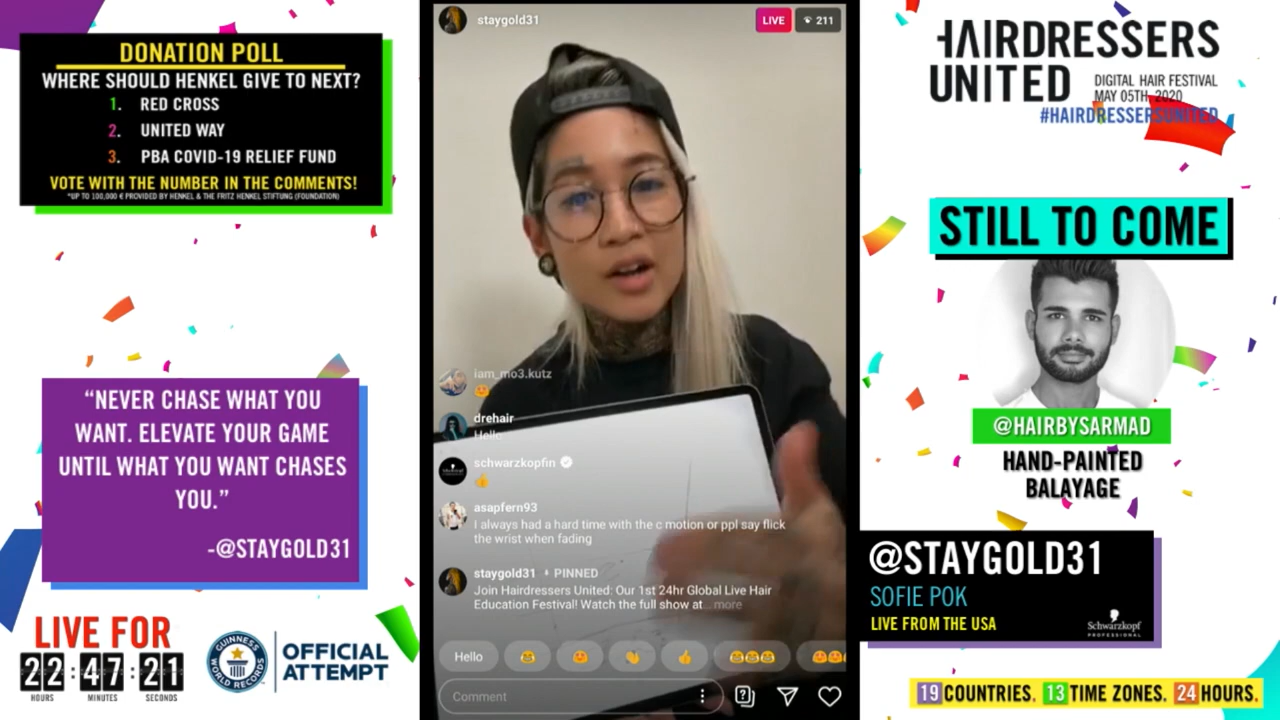 DONATION POLL
WHERE SHOULD HENKEL GIVE TO NEXT?
1. RED CROSS
2. UNITED WAY
3. PBA COVID-19 RELIEF FUND
VOTE WITH THE NUMBER IN THE COMMENTS!
*UP TO 100,000 € PROVIDED BY HENKEL & THE FRITZ HENKEL STIFTUNG (FOUNDATION)
“NEVER CHASE WHAT YOU
WANT. ELEVATE YOUR GAME
UNTIL WHAT YOU WANT CHASES
YOU.”
-@STAYGOLD31
LIVE FOR
22:47:21
HOURS MINUTES SECONDS
GUINNESS WORLD RECORDS
OFFICIAL
ATTEMPT
staygold31
LIVE
211
iam_mo3.kutz
drehair
Hello
schwarzkopfin
asapfern93
I always had a hard time with the c motion or ppl say flick
the wrist when fading
staygold31 PINNED
Join Hairdressers United: Our 1st 24hr Global Live Hair
Education Festival! Watch the full show at... more
Hello
Comment
HAIRDRESSERS
UNITED
DIGITAL HAIR FESTIVAL
MAY 05TH, 2020
#HAIRDRESSERSUNITED
STILL TO COME
@HAIRBYSARMAD
HAND-PAINTED
BALAYAGE
@STAYGOLD31
SOFIE POK
LIVE FROM THE USA
Schwarzkopf
PROFESSIONAL
19 COUNTRIES. 13 TIME ZONES. 24 HOURS.